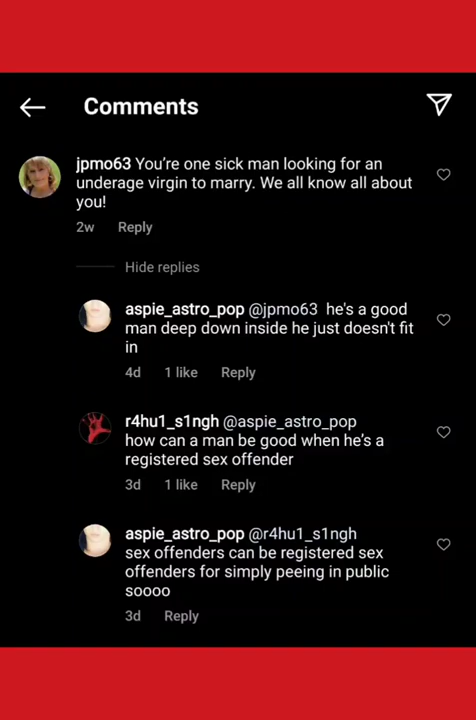 Comments
jpmo63 You're one sick man looking for an
underage virgin to marry. We all know all about
you!
2w Reply
Hide replies
aspie_astro_pop @jpmo63 he's a good
man deep down inside he just doesn't fit
in
4d 1 like Reply
r4hu1_s1ngh @aspie_astro_pop
how can a man be good when he's a
registered sex offender
3d 1 like Reply
aspie_astro_pop @r4hu1_s1ngh
sex offenders can be registered sex
offenders for simply peeing in public
soooo
3d Reply